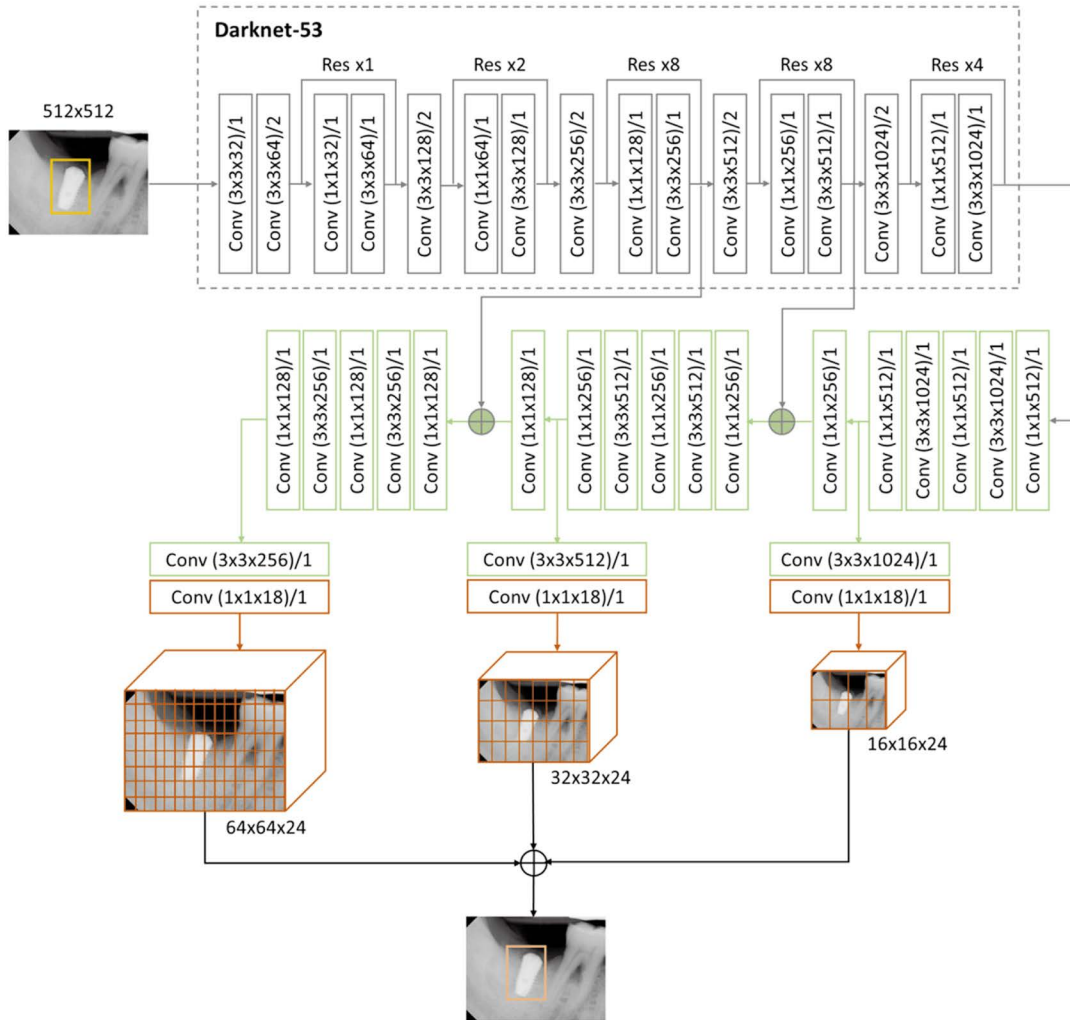 Darknet-53
Res x1
Res x2
Res x8
Res x8
Res x4
512x512
Conv (3x3x32)/1
Conv (3x3x64)/2
Conv (1x1x32)/1
Conv (3x3x64)/1
Conv (3x3x128)/2
Conv (1x1x64)/1
Conv (3x3x128)/1
Conv (3x3x256)/2
Conv (1x1x128)/1
Conv (3x3x256)/1
Conv (3x3x512)/2
Conv (1x1x256)/1
Conv (3x3x512)/1
Conv (3x3x1024)/2
Conv (1x1x512)/1
Conv (3x3x1024)/1
Conv (1x1x128)/1
Conv (3x3x256)/1
Conv (1x1x128)/1
Conv (3x3x256)/1
Conv (1x1x128)/1
Conv (1x1x128)/1
Conv (1x1x256)/1
Conv (3x3x512)/1
Conv (1x1x256)/1
Conv (3x3x512)/1
Conv (1x1x256)/1
Conv (1x1x256)/1
Conv (1x1x512)/1
Conv (3x3x1024)/1
Conv (1x1x512)/1
Conv (3x3x1024)/1
Conv (1x1x512)/1
Conv (3x3x256)/1
Conv (3x3x512)/1
Conv (3x3x1024)/1
Conv (1x1x18)/1
Conv (1x1x18)/1
Conv (1x1x18)/1
16x16x24
32x32x24
64x64x24